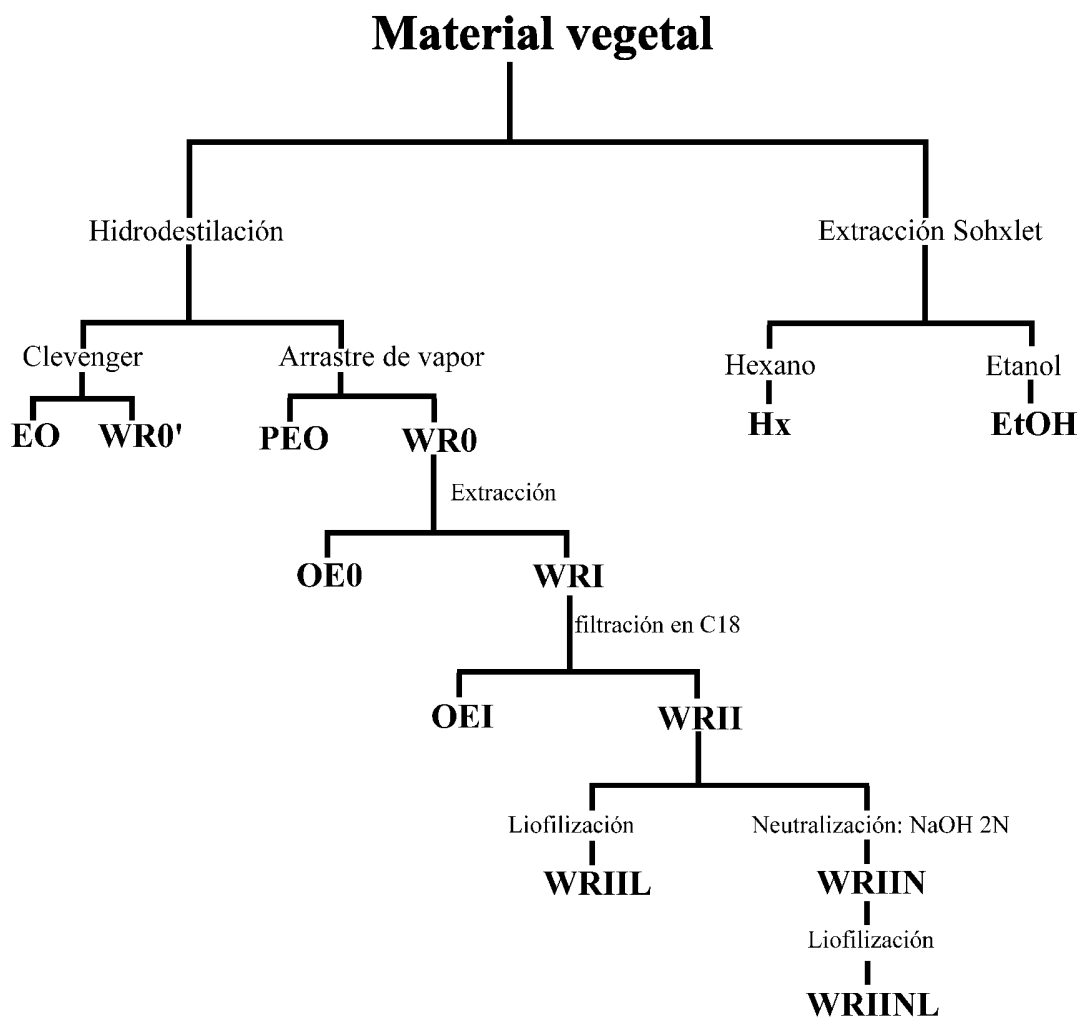 Material vegetal
Hidrodestilación
Extracción Sohxlet
Clevenger
Arrastre de vapor
Hexano
Etanol
EO
WR0'
PEO
WR0
Hx
EtOH
Extracción
OE0
WRI
filtración en C18
OEI
WRII
Liofilización
Neutralización: NaOH 2N
WRIIL
WRIIN
Liofilización
WRIINL